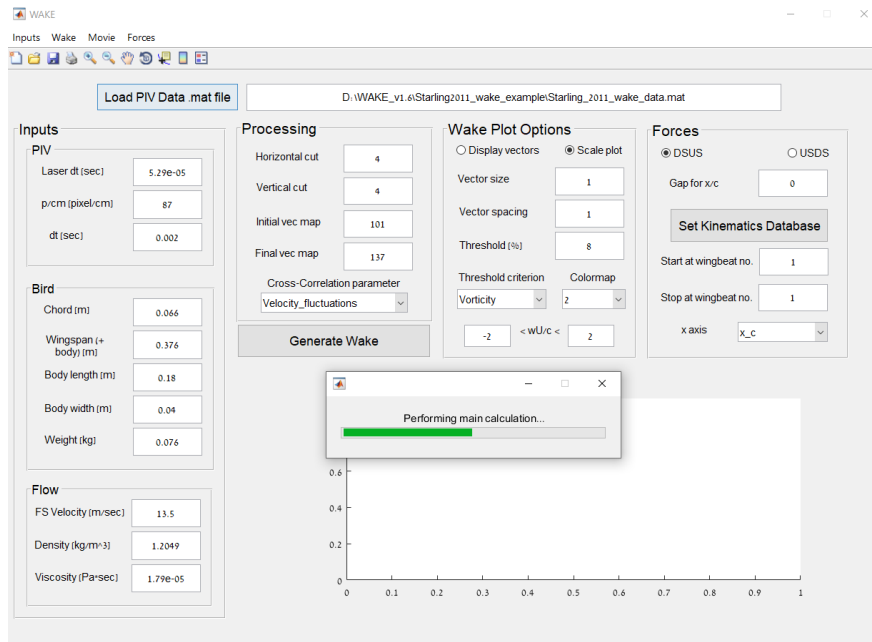 WAKE
Inputs Wake Movie Forces
Load PIV Data .mat file
D:\WAKE_v1.6\Starling2011_wake_example\Starling_2011_wake_data.mat
Inputs
PIV
Laser dt [sec] 5.29e-05
p/cm [pixel/cm] 87
dt [sec] 0.002
Bird
Chord [m] 0.066
Wingspan (+
body) [m] 0.376
Body length [m] 0.18
Body width [m] 0.04
Weight [kg] 0.076
Flow
FS Velocity [m/sec] 13.5
Density [kg/m^3] 1.2049
Viscosity [Pa*sec] 1.79e-05
Processing
Horizontal cut 4
Vertical cut 4
Initial vec map 101
Final vec map 137
Cross-Correlation parameter
Velocity_fluctuations
Generate Wake
Wake Plot Options
Display vectors Scale plot
Vector size 1
Vector spacing 1
Threshold [%] 8
Threshold criterion Colormap
Vorticity 2
-2 < wU/c < 2
Forces
DSUS USDS
Gap for x/c 0
Set Kinematics Database
Start at wingbeat no. 1
Stop at wingbeat no. 1
x axis x_c
Performing main calculation...
0.6
0.4
0.2
0
0 0.1 0.2 0.3 0.4 0.5 0.6 0.7 0.8 0.9 1